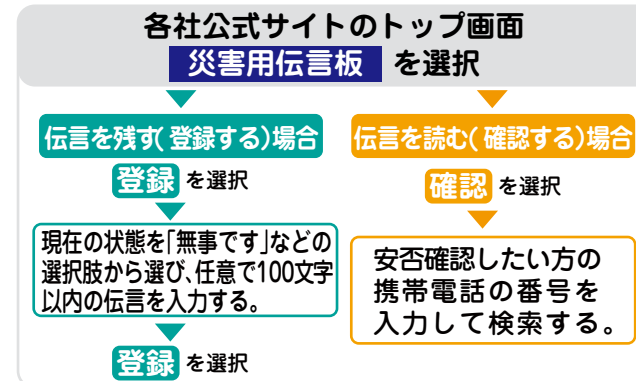 各社公式サイトのトップ画面
災害用伝言板 を選択
伝言を残す(登録する)場合
登録 を選択
現在の状態を「無事です」などの
選択肢から選び、任意で100文字
以内の伝言を入力する。
登録 を選択
伝言を読む(確認する)場合
確認 を選択
安否確認したい方の
携帯電話の番号を
入力して検索する。